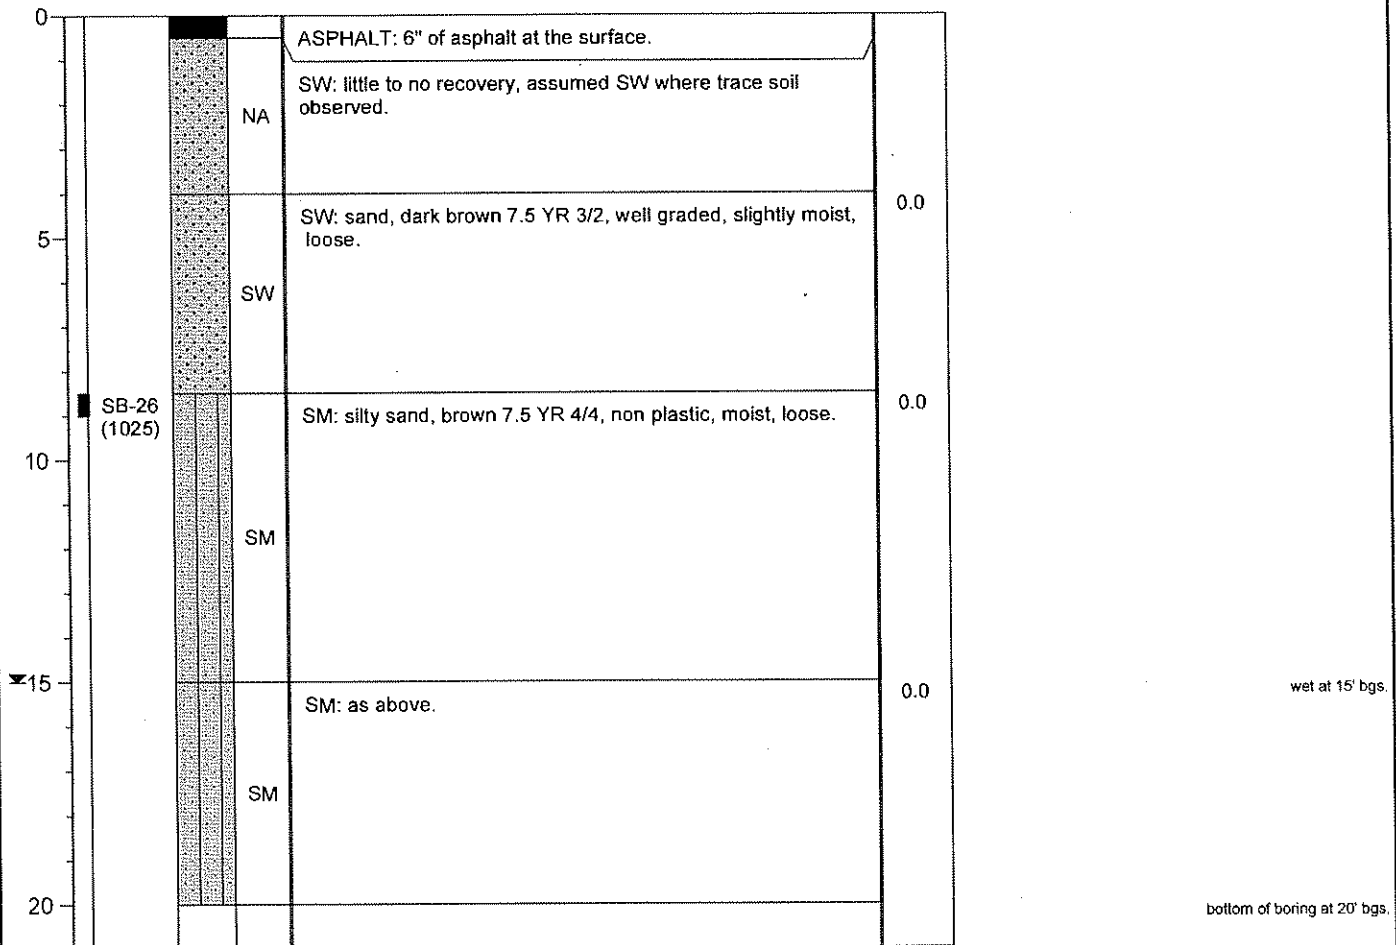 0
ASPHALT: 6" of asphalt at the surface.
SW: little to no recovery, assumed SW where trace soil
observed.
NA
0.0
SW: sand, dark brown 7.5 YR 3/2, well graded, slightly moist,
loose.
5
SW
SB-26
(1025)
SM: silty sand, brown 7.5 YR 4/4, non plastic, moist, loose.
0.0
10
SM
15
SM: as above.
0.0
wet at 15' bgs.
SM
20
bottom of boring at 20' bgs.